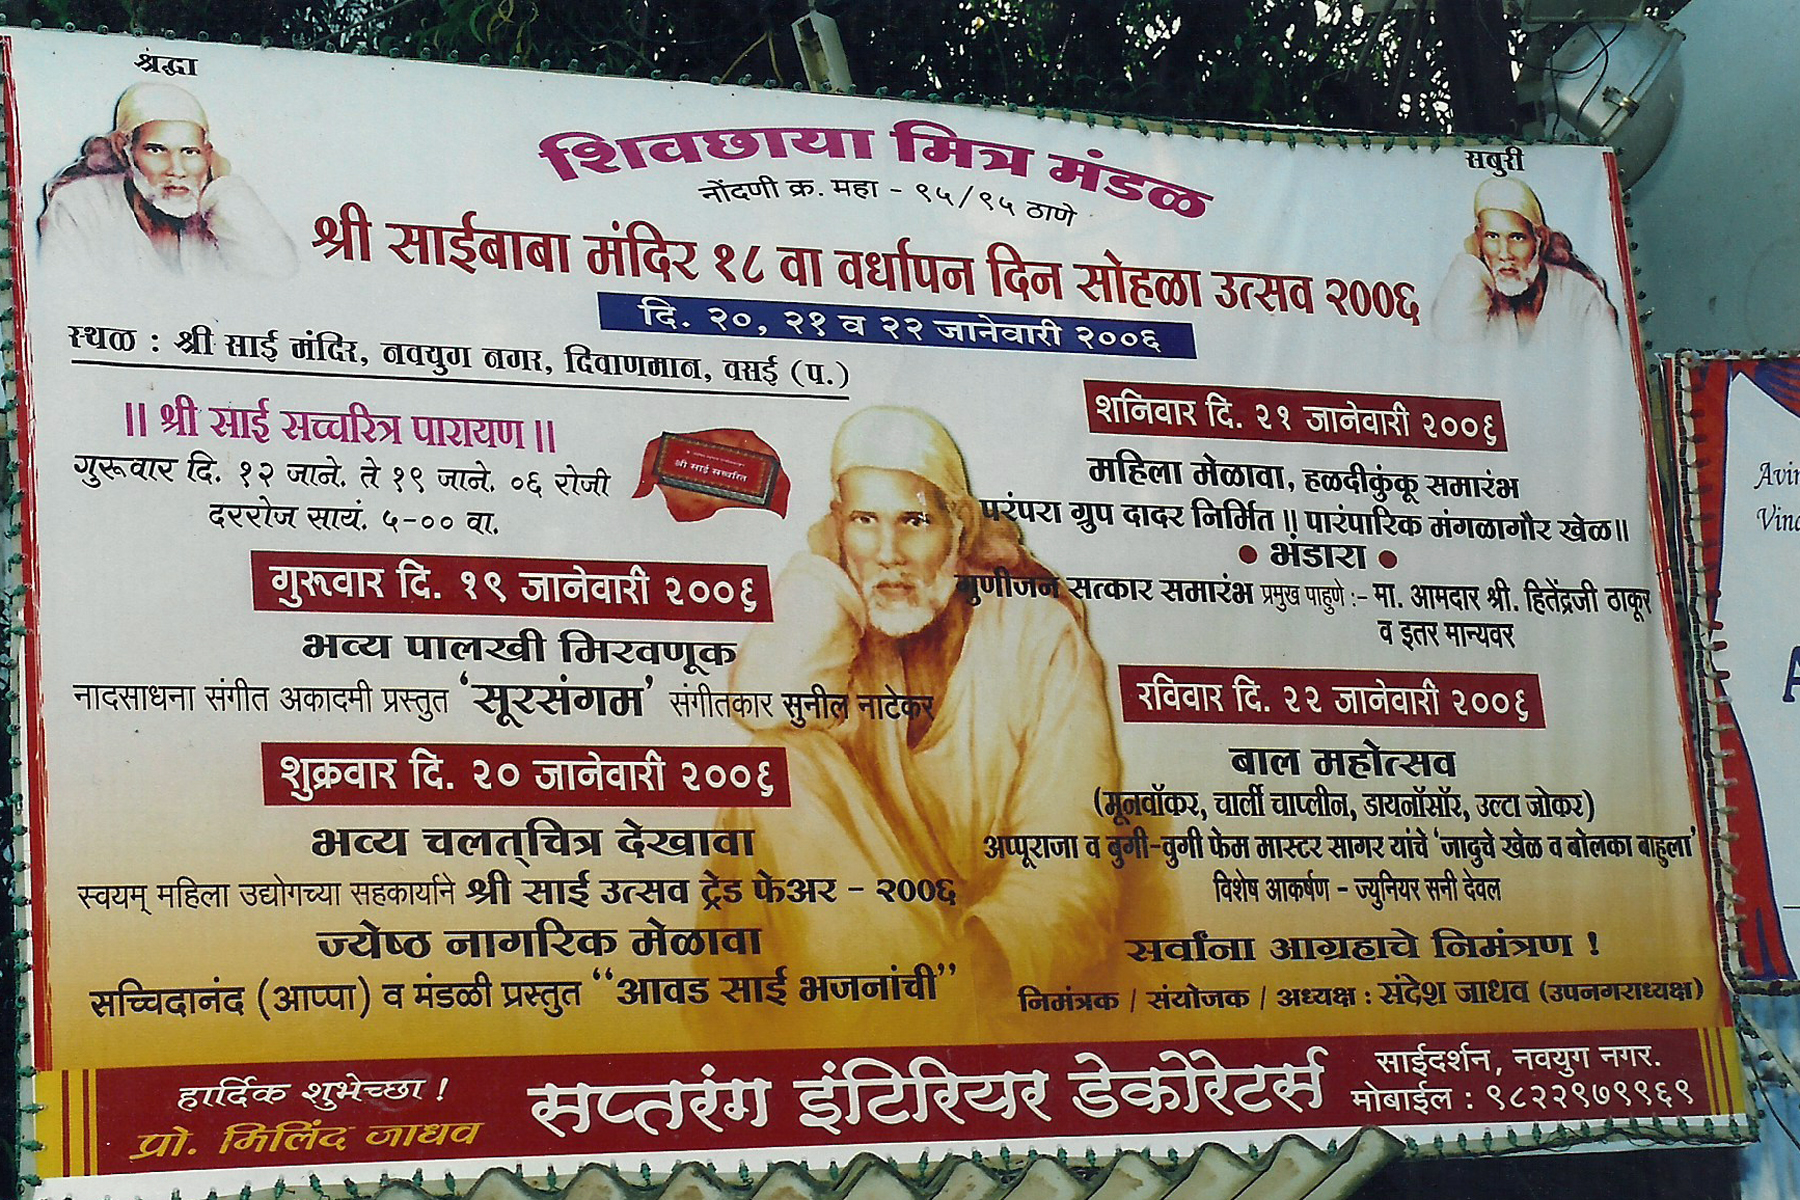 श्रद्धा
सबुरी
शिवछाया मित्र मंडळ
नोंदणी क्र. महा - ९५/९५ ठाणे
श्री साईबाबा मंदिर १८ वा वर्धापन दिन सोहळा उत्सव २००६
दि. २०, २१ व २२ जानेवारी २००६
स्थळ : श्री साई मंदिर, नवयुग नगर, दिवाणमान, वसई (प.)
॥ श्री साई सच्चरित्र पारायण ॥
गुरूवार दि. १२ जाने. ते १९ जाने. ०६ रोजी
दररोज सायं. ५-०० वा.
श्री साई सच्चरित
गुरूवार दि. १९ जानेवारी २००६
भव्य पालखी मिरवणूक
नादसाधना संगीत अकादमी प्रस्तुत 'सूरसंगम' संगीतकार सुनील नाटेकर
शुक्रवार दि. २० जानेवारी २००६
भव्य चलत्‌चित्र देखावा
स्वयम् महिला उद्योगच्या सहकार्याने श्री साई उत्सव ट्रेड फेअर - २००६
ज्येष्ठ नागरिक मेळावा
सच्चिदानंद (आप्पा) व मंडळी प्रस्तुत "आवड साई भजनांची"
शनिवार दि. २१ जानेवारी २००६
महिला मेळावा, हळदीकुंकू समारंभ
परंपरा ग्रुप दादर निर्मित ॥ पारंपारिक मंगळागौर खेळ॥
• भंडारा •
गुणीजन सत्कार समारंभ प्रमुख पाहुणे :- मा. आमदार श्री. हितेंद्रजी ठाकूर
व इतर मान्यवर
रविवार दि. २२ जानेवारी २००६
बाल महोत्सव
(मूनवॉकर, चार्ली चाप्लीन, डायनॉसॉर, उल्टा जोकर)
अप्पूराजा व बुगी-वुगी फेम मास्टर सागर यांचे 'जादुचे खेळ व बोलका बाहुला'
विशेष आकर्षण - ज्युनियर सनी देवल
सर्वांना आग्रहाचे निमंत्रण !
निमंत्रक / संयोजक / अध्यक्ष : संदेश जाधव (उपनगराध्यक्ष)
हार्दिक शुभेच्छा !
प्रो. मिलिंद जाधव
सप्तरंग इंटिरियर डेकोरेटर्स
साईदर्शन, नवयुग नगर.
मोबाईल : ९८२२९७९९६९